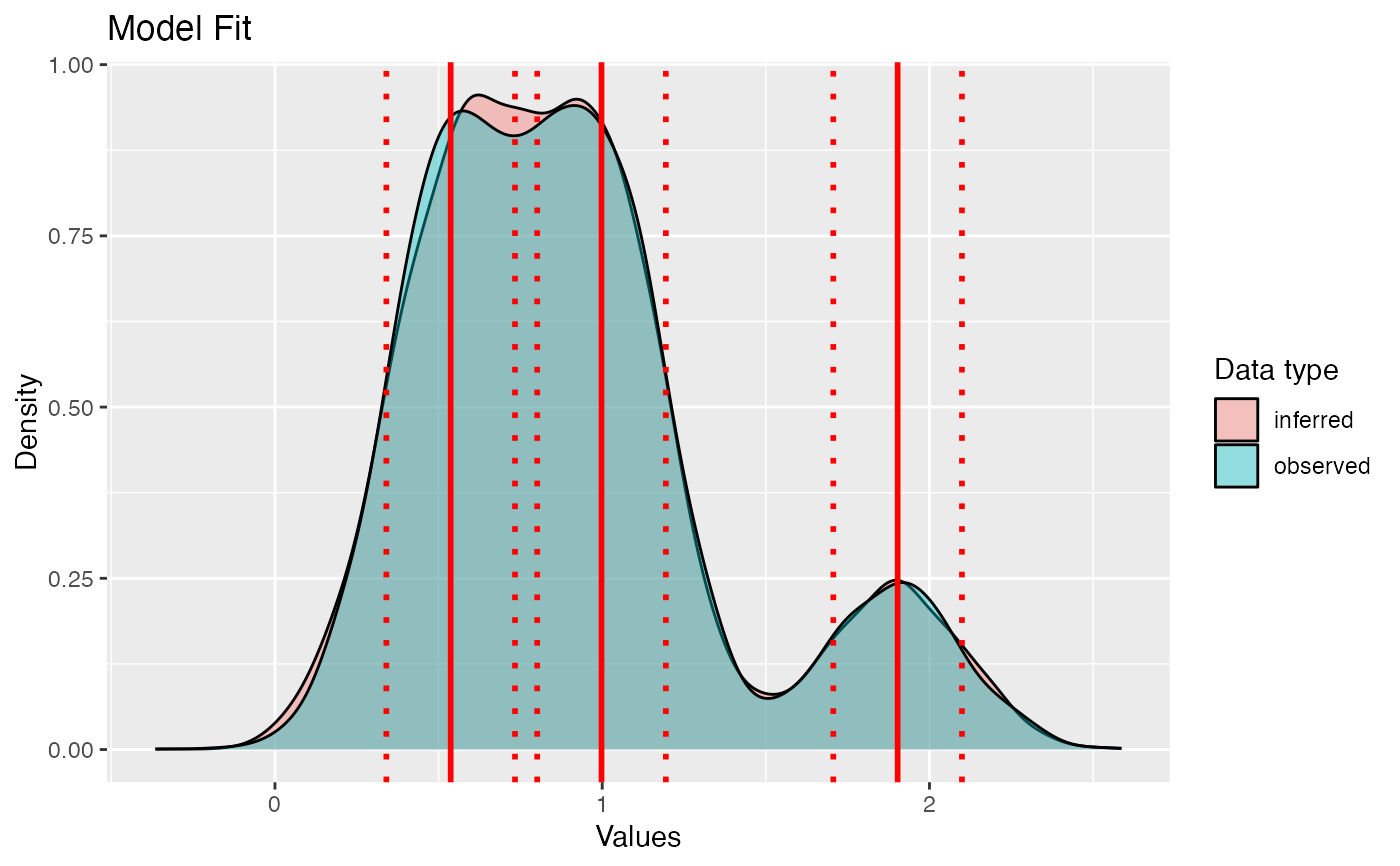 Model Fit
1.00
0.75
0.50
0.25
0.00
Density
0
1
2
Values
Data type
inferred
observed